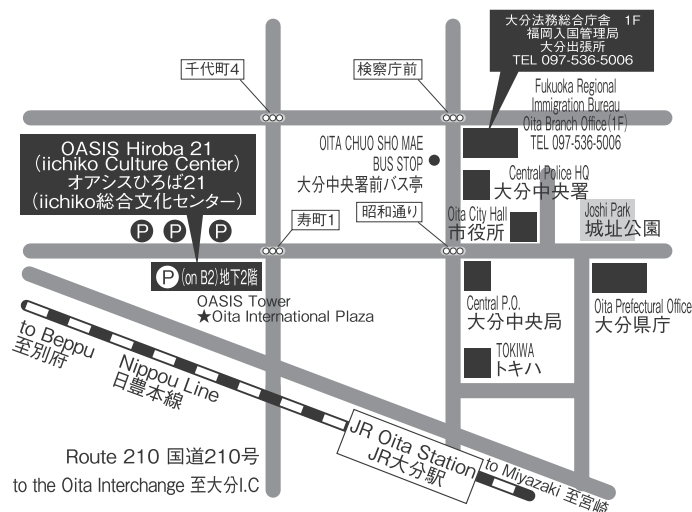 大分法務総合庁舎 1F
福岡入国管理局
大分出張所
TEL 097-536-5006
千代町4
検察庁前
Fukuoka Regional
Immigration Bureau
Oita Branch Office(1F)
TEL 097-536-5006
OASIS Hiroba 21
(iichiko Culture Center)
オアシスひろば21
(iichiko総合文化センター)
OITA CHUO SHO MAE
BUS STOP
大分中央署前バス亭
Central Police HQ
大分中央署
寿町1
昭和通り
Oita City Hall
市役所
Joshi Park
城址公園
P P P
P (on B2)地下2階
OASIS Tower
★Oita International Plaza
Central P.O.
大分中央局
Oita Prefectural Office
大分県庁
TOKIWA
トキハ
to Beppu
至別府
Nippou Line
日豊本線
JR Oita Station
JR大分駅
to Miyazaki 至宮崎
Route 210 国道210号
to the Oita Interchange 至大分I.C